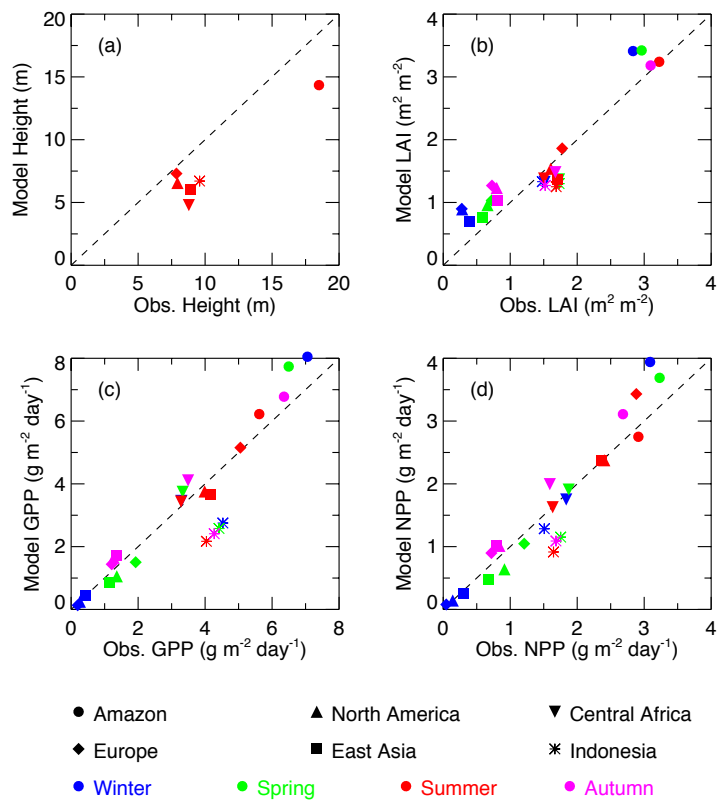 (a)
20
15
10
5
0
Model Height (m)
0 5 10 15 20
Obs. Height (m)
(b)
4
3
2
1
0
Model LAI (m² m⁻²)
0 1 2 3 4
Obs. LAI (m² m⁻²)
(c)
8
6
4
2
0
Model GPP (g m⁻² day⁻¹)
0 2 4 6 8
Obs. GPP (g m⁻² day⁻¹)
(d)
4
3
2
1
0
Model NPP (g m⁻² day⁻¹)
0 1 2 3 4
Obs. NPP (g m⁻² day⁻¹)
Amazon North America Central Africa
Europe East Asia Indonesia
Winter Spring Summer Autumn